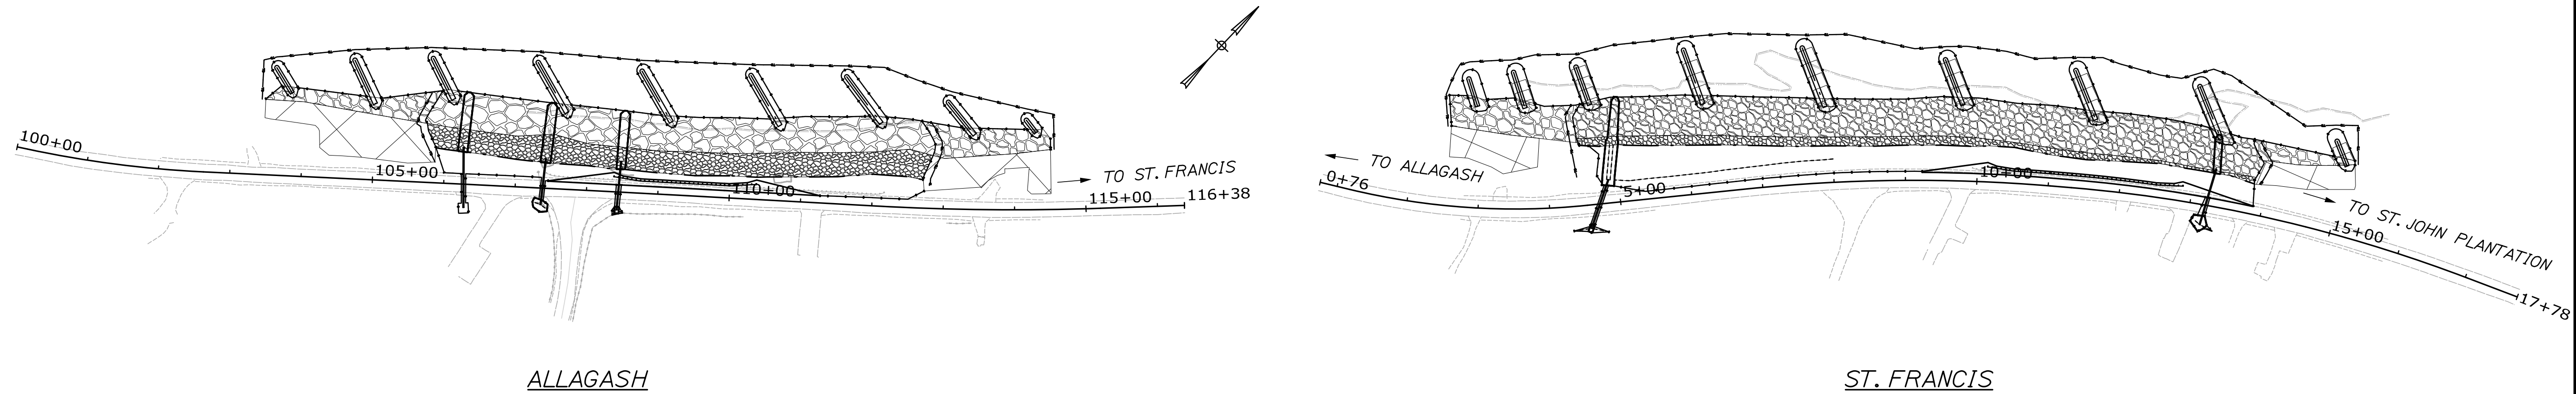 100+00
105+00
110+00
TO ST. FRANCIS
115+00
116+38
ALLAGASH
TO ALLAGASH
0+76
5+00
10+00
TO ST. JOHN PLANTATION
15+00
17+78
ST. FRANCIS